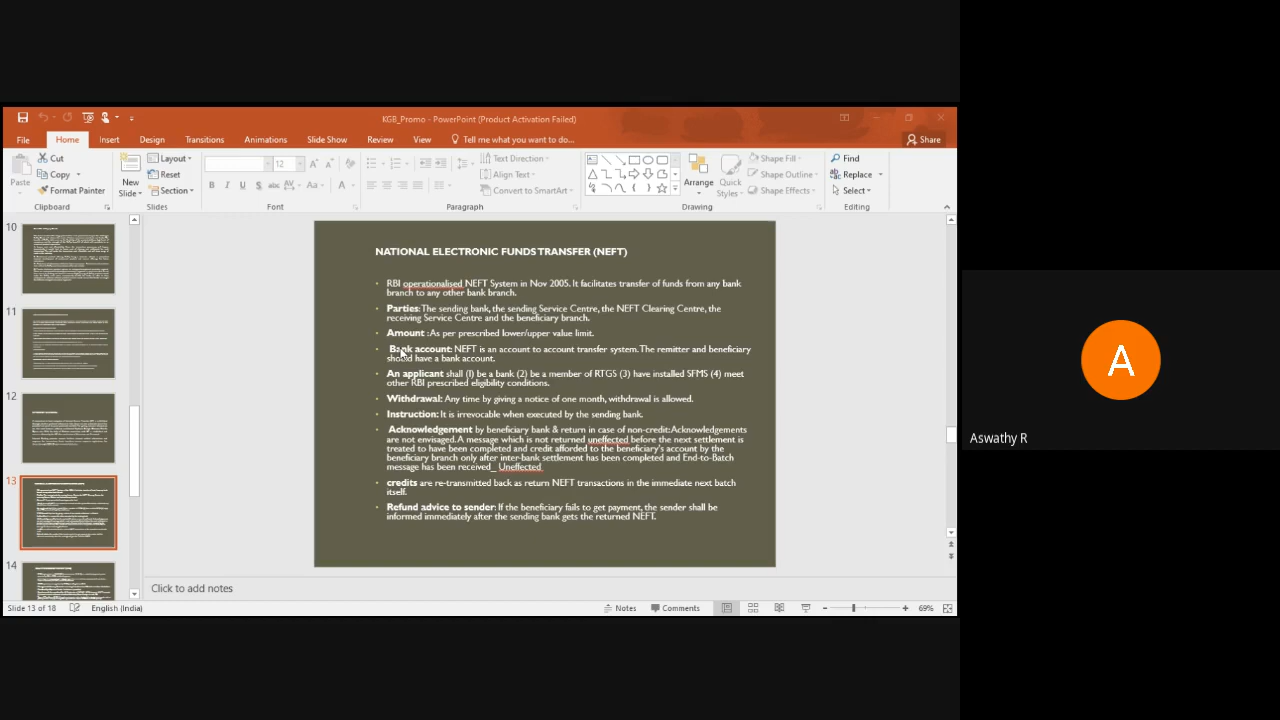 KGB_Promo - PowerPoint (Product Activation Failed)
File Home Insert Design Transitions Animations Slide Show Review View Tell me what you want to do... Share
Cut
Copy
Format Painter
Paste
Clipboard
New
Slide
Layout
Reset
Section
Slides
12
Font
Text Direction
Align Text
Convert to SmartArt
Paragraph
Arrange
Quick
Styles
Shape Fill
Shape Outline
Shape Effects
Drawing
Find
Replace
Select
Editing
10
11
12
13
14
NATIONAL ELECTRONIC FUNDS TRANSFER (NEFT)
• RBI operationalised NEFT System in Nov 2005. It facilitates transfer of funds from any bank
branch to any other bank branch.
• Parties: The sending bank, the sending Service Centre, the NEFT Clearing Centre, the
receiving Service Centre and the beneficiary branch.
• Amount :As per prescribed lower/upper value limit.
• Bank account: NEFT is an account to account transfer system. The remitter and beneficiary
should have a bank account.
• An applicant shall (1) be a bank (2) be a member of RTGS (3) have installed SFMS (4) meet
other RBI prescribed eligibility conditions.
• Withdrawal: Any time by giving a notice of one month, withdrawal is allowed.
• Instruction: It is irrevocable when executed by the sending bank.
• Acknowledgement by beneficiary bank & return in case of non-credit: Acknowledgements
are not envisaged. A message which is not returned uneffected before the next settlement is
treated to have been completed and credit afforded to the beneficiary's account by the
beneficiary branch only after inter-bank settlement has been completed and End-to-Batch
message has been received_ Uneffected
• credits are re-transmitted back as return NEFT transactions in the immediate next batch
itself.
• Refund advice to sender: If the beneficiary fails to get payment, the sender shall be
informed immediately after the sending bank gets the returned NEFT.
Click to add notes
Slide 13 of 18 English (India) Notes Comments 69%
A
Aswathy R